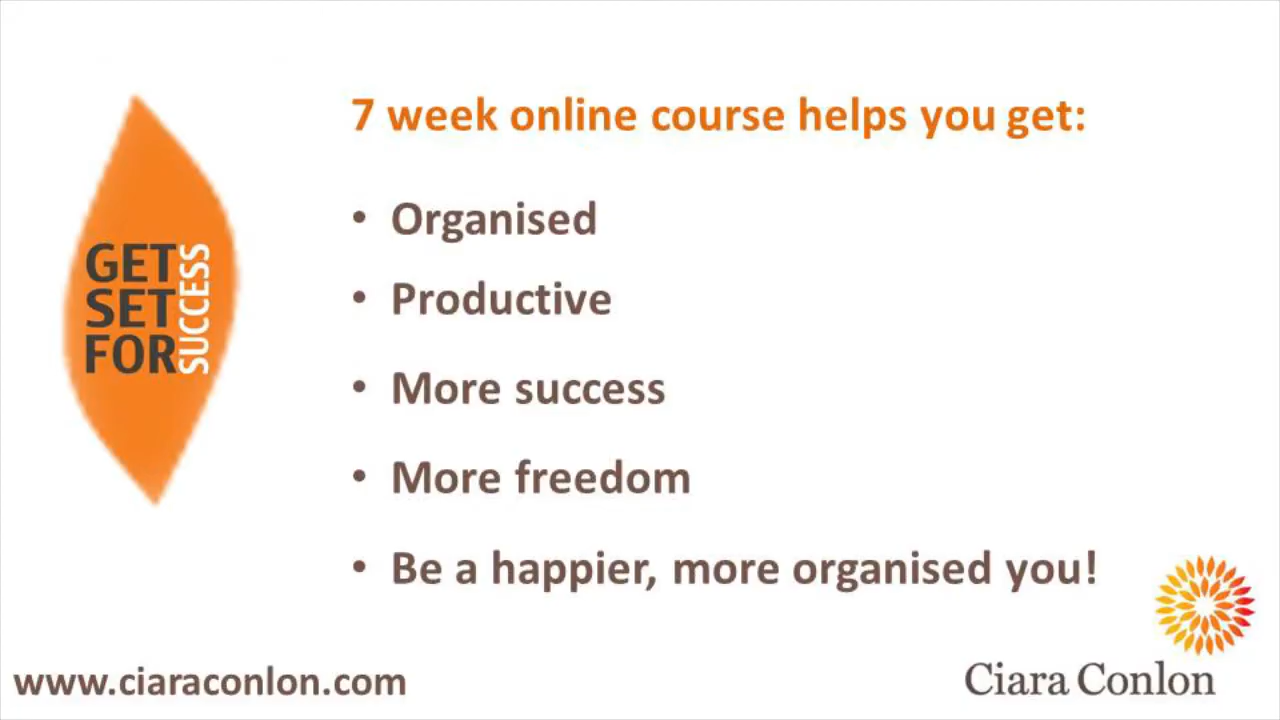 7 week online course helps you get:
GET
SET
FOR
SUCCESS
• Organised
• Productive
• More success
• More freedom
• Be a happier, more organised you!
www.ciaraconlon.com
Ciara Conlon